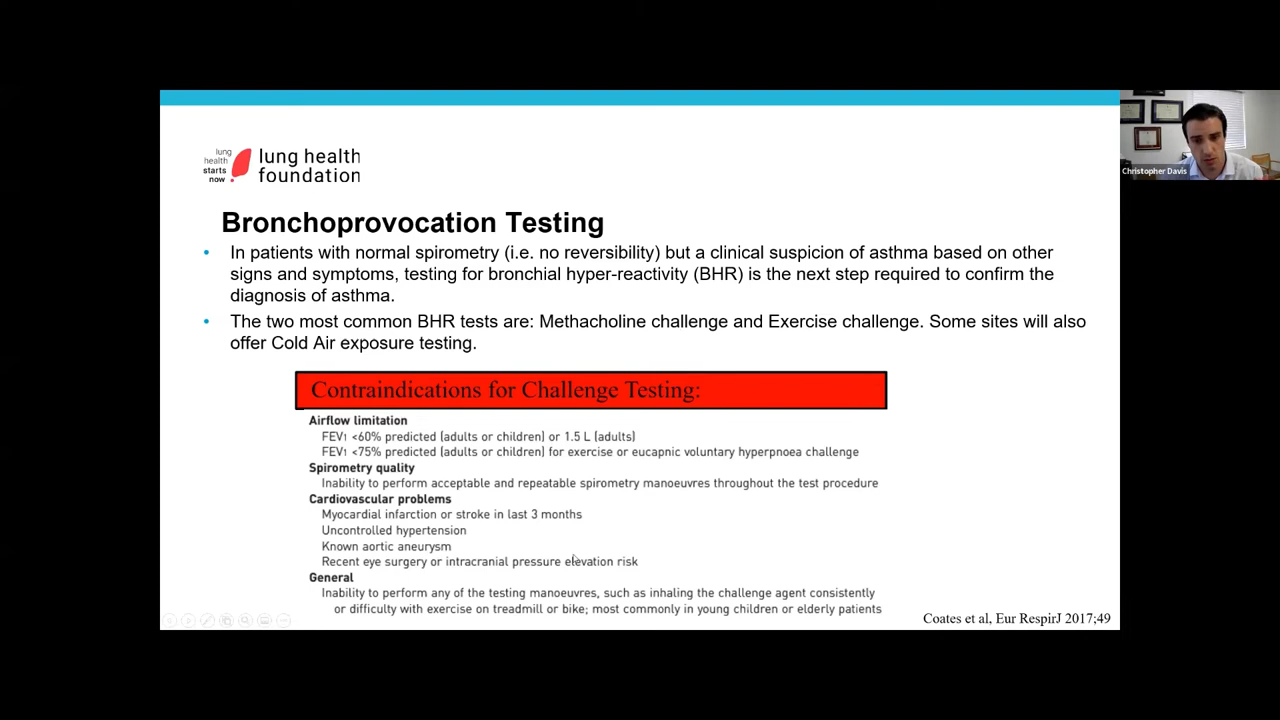 lung
health
starts
now
lung health
foundation
Christopher Davis
Bronchoprovocation Testing
• In patients with normal spirometry (i.e. no reversibility) but a clinical suspicion of asthma based on other
signs and symptoms, testing for bronchial hyper-reactivity (BHR) is the next step required to confirm the
diagnosis of asthma.
• The two most common BHR tests are: Methacholine challenge and Exercise challenge. Some sites will also
offer Cold Air exposure testing.
Contraindications for Challenge Testing:
Airflow limitation
FEV1 <60% predicted (adults or children) or 1.5 L (adults)
FEV1 <75% predicted (adults or children) for exercise or eucapnic voluntary hyperpnoea challenge
Spirometry quality
Inability to perform acceptable and repeatable spirometry manoeuvres throughout the test procedure
Cardiovascular problems
Myocardial infarction or stroke in last 3 months
Uncontrolled hypertension
Known aortic aneurysm
Recent eye surgery or intracranial pressure elevation risk
General
Inability to perform any of the testing manoeuvres, such as inhaling the challenge agent consistently
or difficulty with exercise on treadmill or bike; most commonly in young children or elderly patients
Coates et al, Eur RespirJ 2017;49